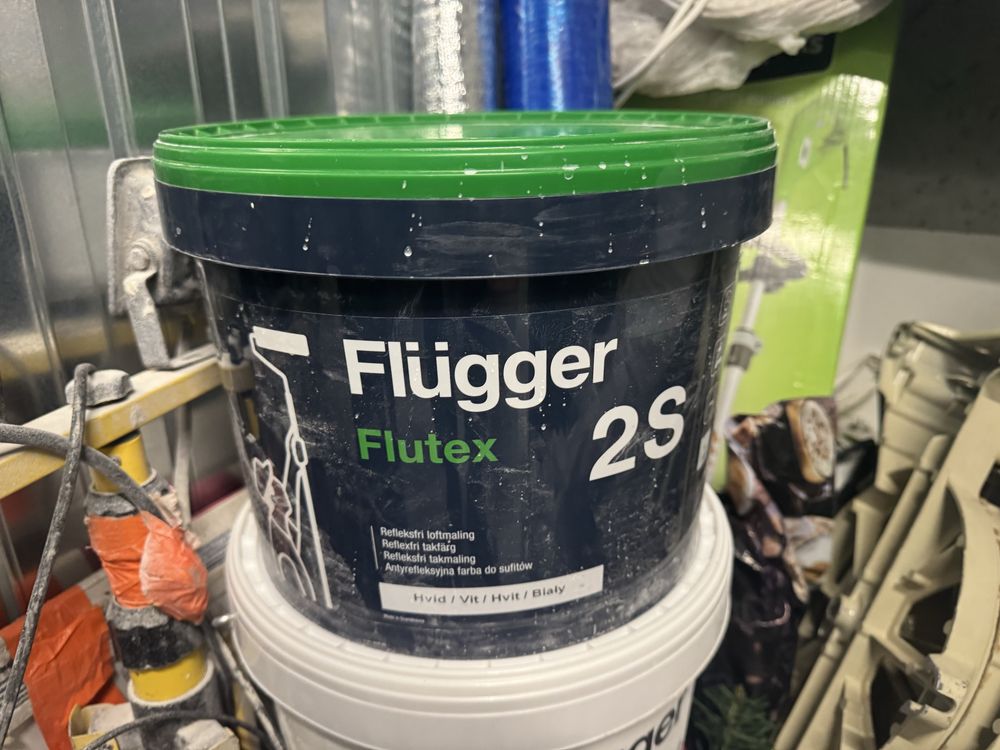 Flügger
Flutex
2S
Refleksfri loftmaling
Reflexfri takfärg
Refleksfri takmaling
Antyrefleksyjna farba do sufitów
Hvid / Vit / Hvit / Biały